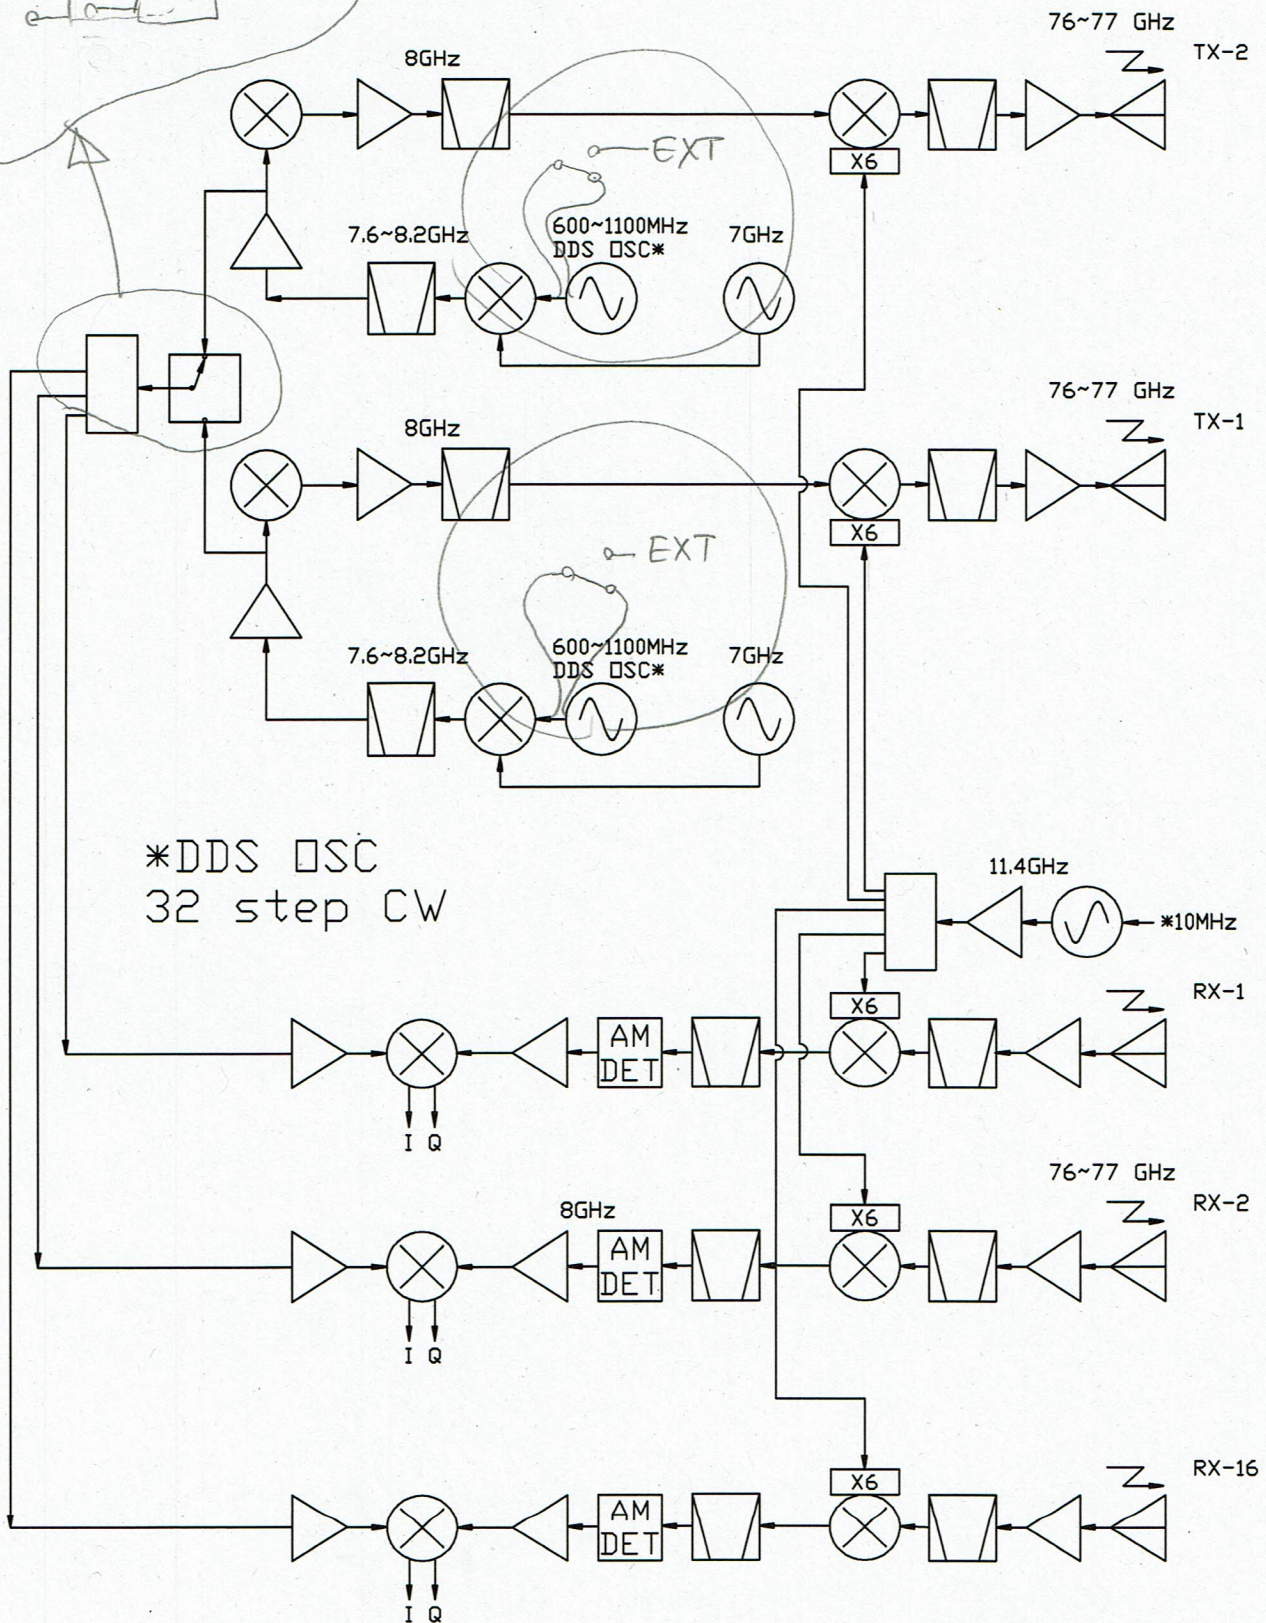 76~77 GHz
TX-2
8GHz
EXT
X6
7.6~8.2GHz
600~1100MHz
DDS OSC*
7GHz
76~77 GHz
TX-1
8GHz
X6
EXT
7.6~8.2GHz
600~1100MHz
DDS OSC*
7GHz
*DDS OSC
32 step CW
11.4GHz
*10MHz
RX-1
X6
AM
DET
I Q
76~77 GHz
RX-2
8GHz
X6
AM
DET
I Q
RX-16
X6
AM
DET
I Q